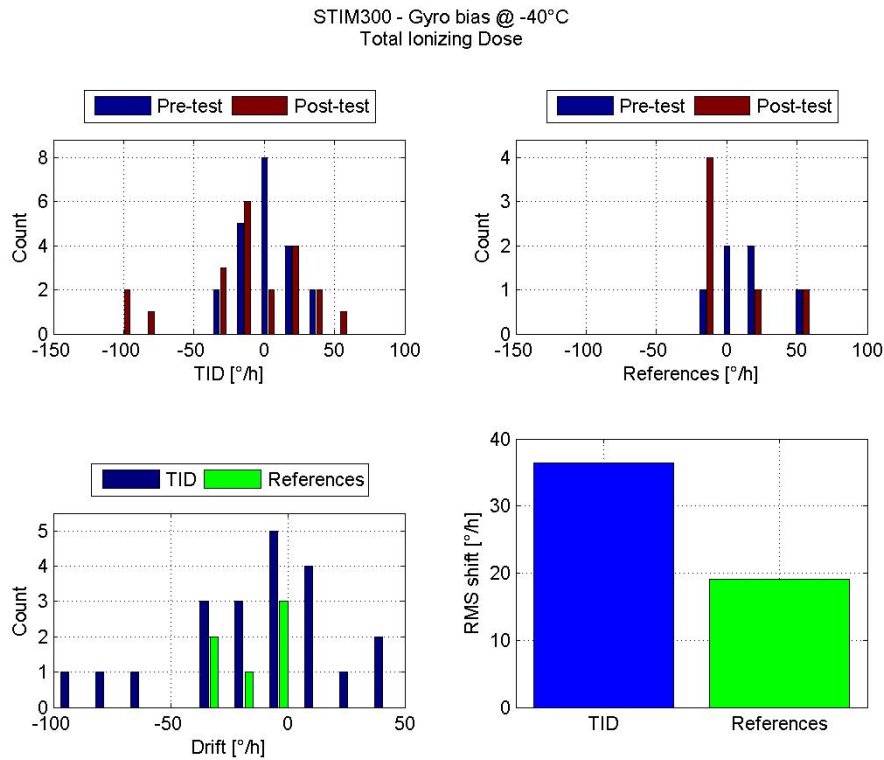 STIM300 - Gyro bias @ -40°C
Total Ionizing Dose
Pre-test Post-test
8
6
4
2
0
Count
-150 -100 -50 0 50 100
TID [°/h]
Pre-test Post-test
4
3
2
1
0
Count
-150 -100 -50 0 50 100
References [°/h]
TID References
5
4
3
2
1
0
Count
-100 -50 0 50
Drift [°/h]
40
30
20
10
0
RMS shift [°/h]
TID References